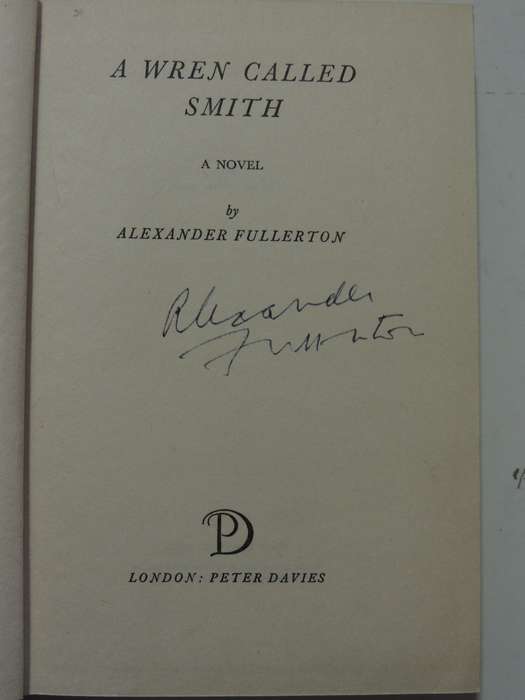 A WREN CALLED
SMITH
A NOVEL
by
ALEXANDER FULLERTON
Alexander
Fullerton
PD
LONDON: PETER DAVIES